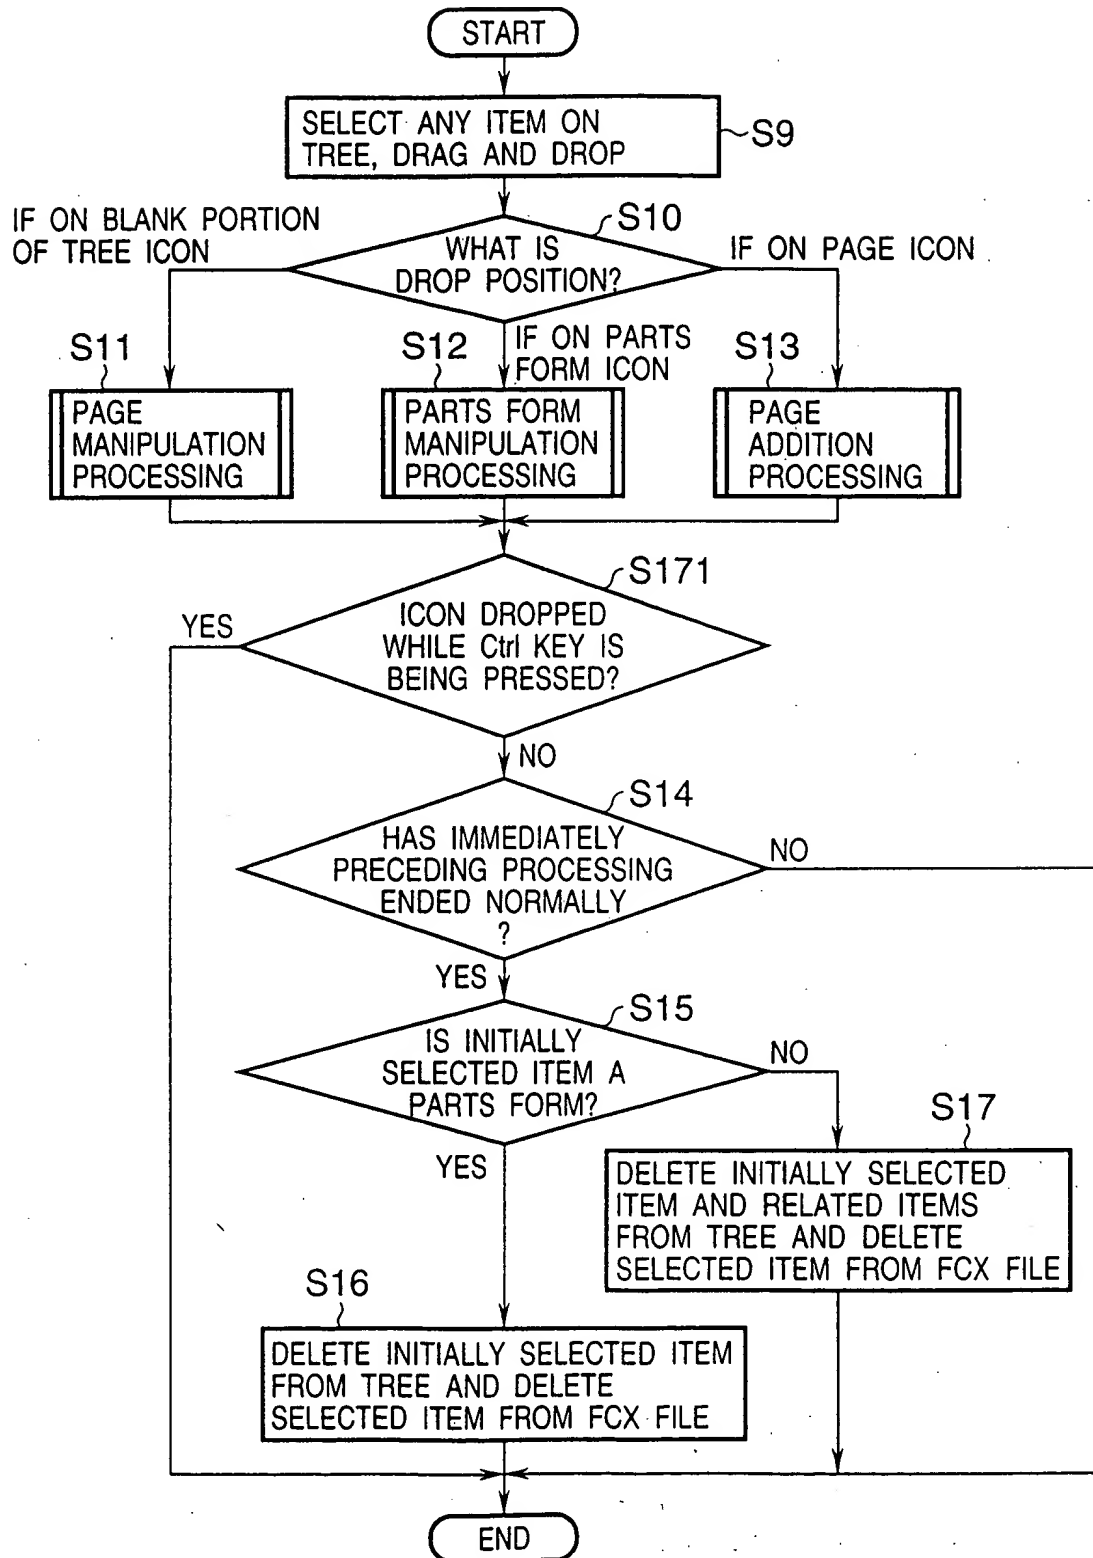 START
SELECT ANY ITEM ON
TREE, DRAG AND DROP
S9
IF ON BLANK PORTION
OF TREE ICON
S10
WHAT IS
DROP POSITION?
IF ON PAGE ICON
S11
S12
IF ON PARTS
FORM ICON
S13
PAGE
MANIPULATION
PROCESSING
PARTS FORM
MANIPULATION
PROCESSING
PAGE
ADDITION
PROCESSING
S171
YES
ICON DROPPED
WHILE Ctrl KEY IS
BEING PRESSED?
NO
S14
HAS IMMEDIATELY
PRECEDING PROCESSING
ENDED NORMALLY
?
NO
YES
S15
IS INITIALLY
SELECTED ITEM A
PARTS FORM?
NO
YES
S17
DELETE INITIALLY SELECTED
ITEM AND RELATED ITEMS
FROM TREE AND DELETE
SELECTED ITEM FROM FCX FILE
S16
DELETE INITIALLY SELECTED ITEM
FROM TREE AND DELETE
SELECTED ITEM FROM FCX FILE
END